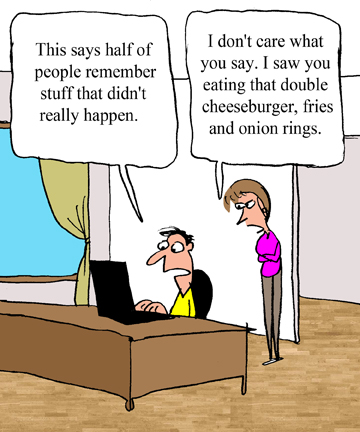 This says half of
people remember
stuff that didn't
really happen.
I don't care what
you say. I saw you
eating that double
cheeseburger, fries
and onion rings.